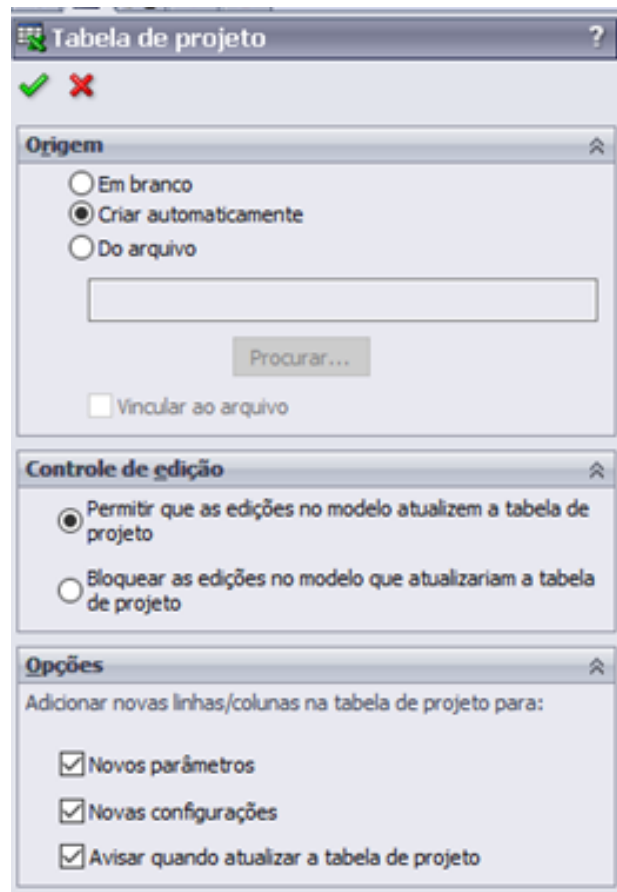 Tabela de projeto ?
Origem
Em branco
Criar automaticamente
Do arquivo
Procurar...
Vincular ao arquivo
Controle de edição
Permitir que as edições no modelo atualizem a tabela de
projeto
Bloquear as edições no modelo que atualizariam a tabela
de projeto
Opções
Adicionar novas linhas/colunas na tabela de projeto para:
Novos parâmetros
Novas configurações
Avisar quando atualizar a tabela de projeto